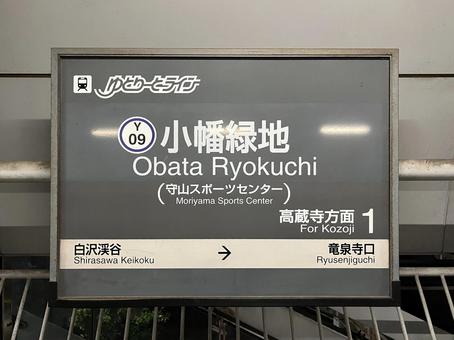 ゆとりーとライン
Y
09
小幡緑地
Obata Ryokuchi
(守山スポーツセンター)
Moriyama Sports Center
高蔵寺方面 1
For Kozoji
白沢渓谷 → 竜泉寺口
Shirasawa Keikoku Ryusenjiguchi